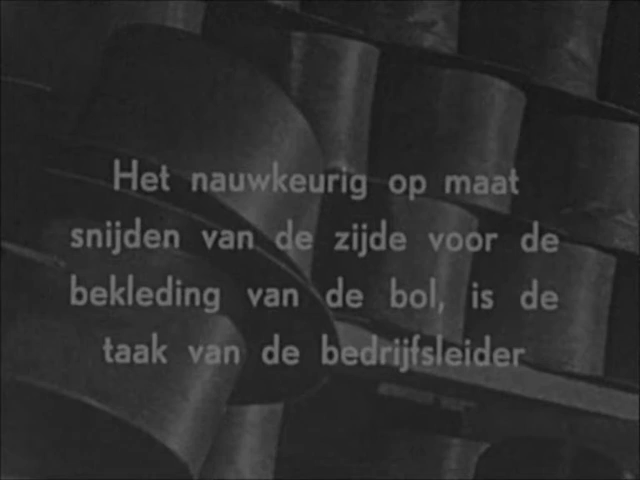 Het nauwkeurig op maat
snijden van de zijde voor de
bekleding van de bol, is de
taak van de bedrijfsleider